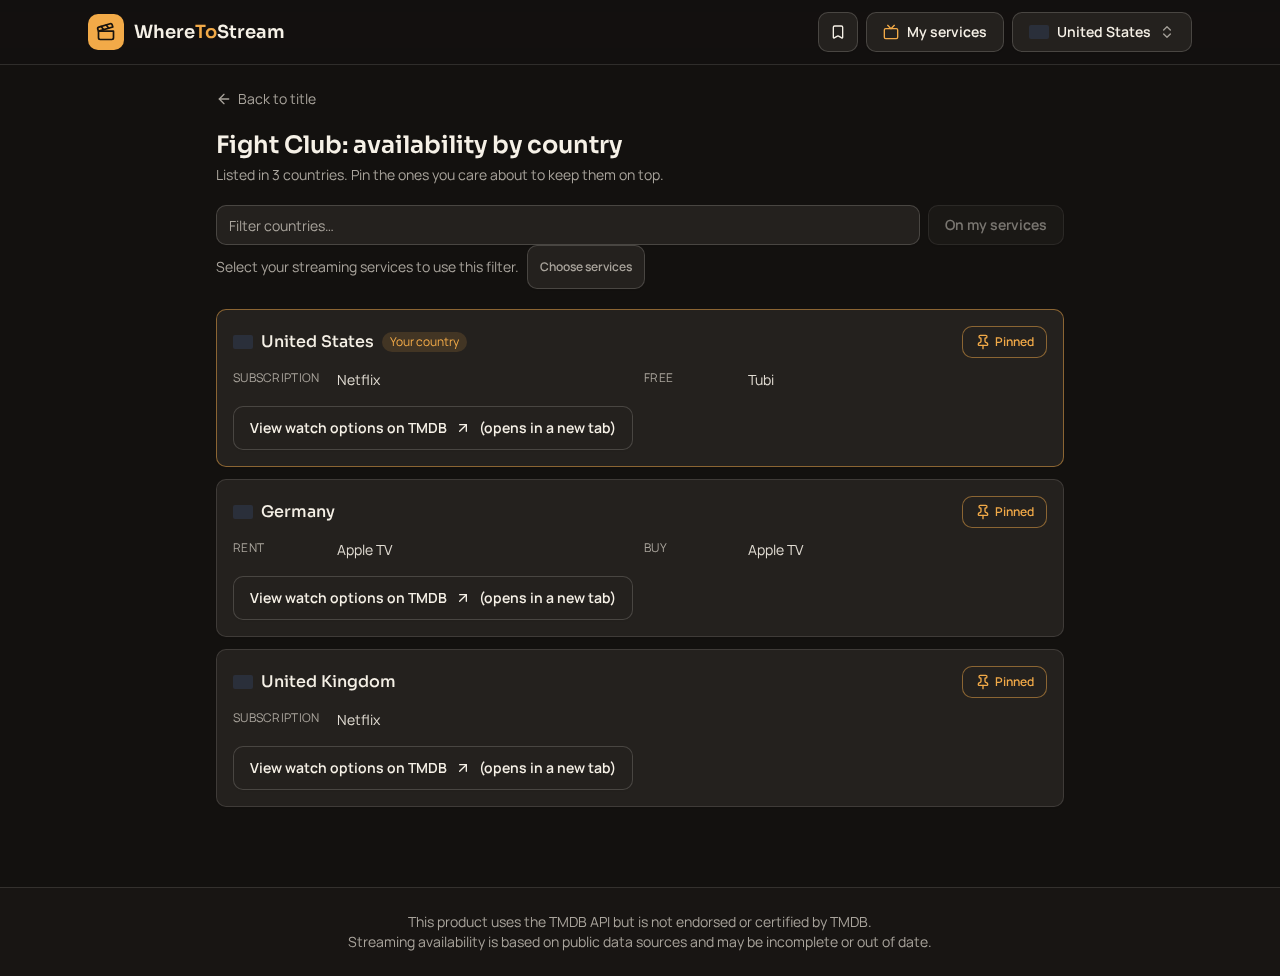 WhereToStream
My services
United States
Back to title
Fight Club: availability by country
Listed in 3 countries. Pin the ones you care about to keep them on top.
Filter countries…
On my services
Select your streaming services to use this filter.
Choose services
United States
Your country
Pinned
SUBSCRIPTION
Netflix
FREE
Tubi
View watch options on TMDB (opens in a new tab)
Germany
Pinned
RENT
Apple TV
BUY
Apple TV
View watch options on TMDB (opens in a new tab)
United Kingdom
Pinned
SUBSCRIPTION
Netflix
View watch options on TMDB (opens in a new tab)
This product uses the TMDB API but is not endorsed or certified by TMDB.
Streaming availability is based on public data sources and may be incomplete or out of date.